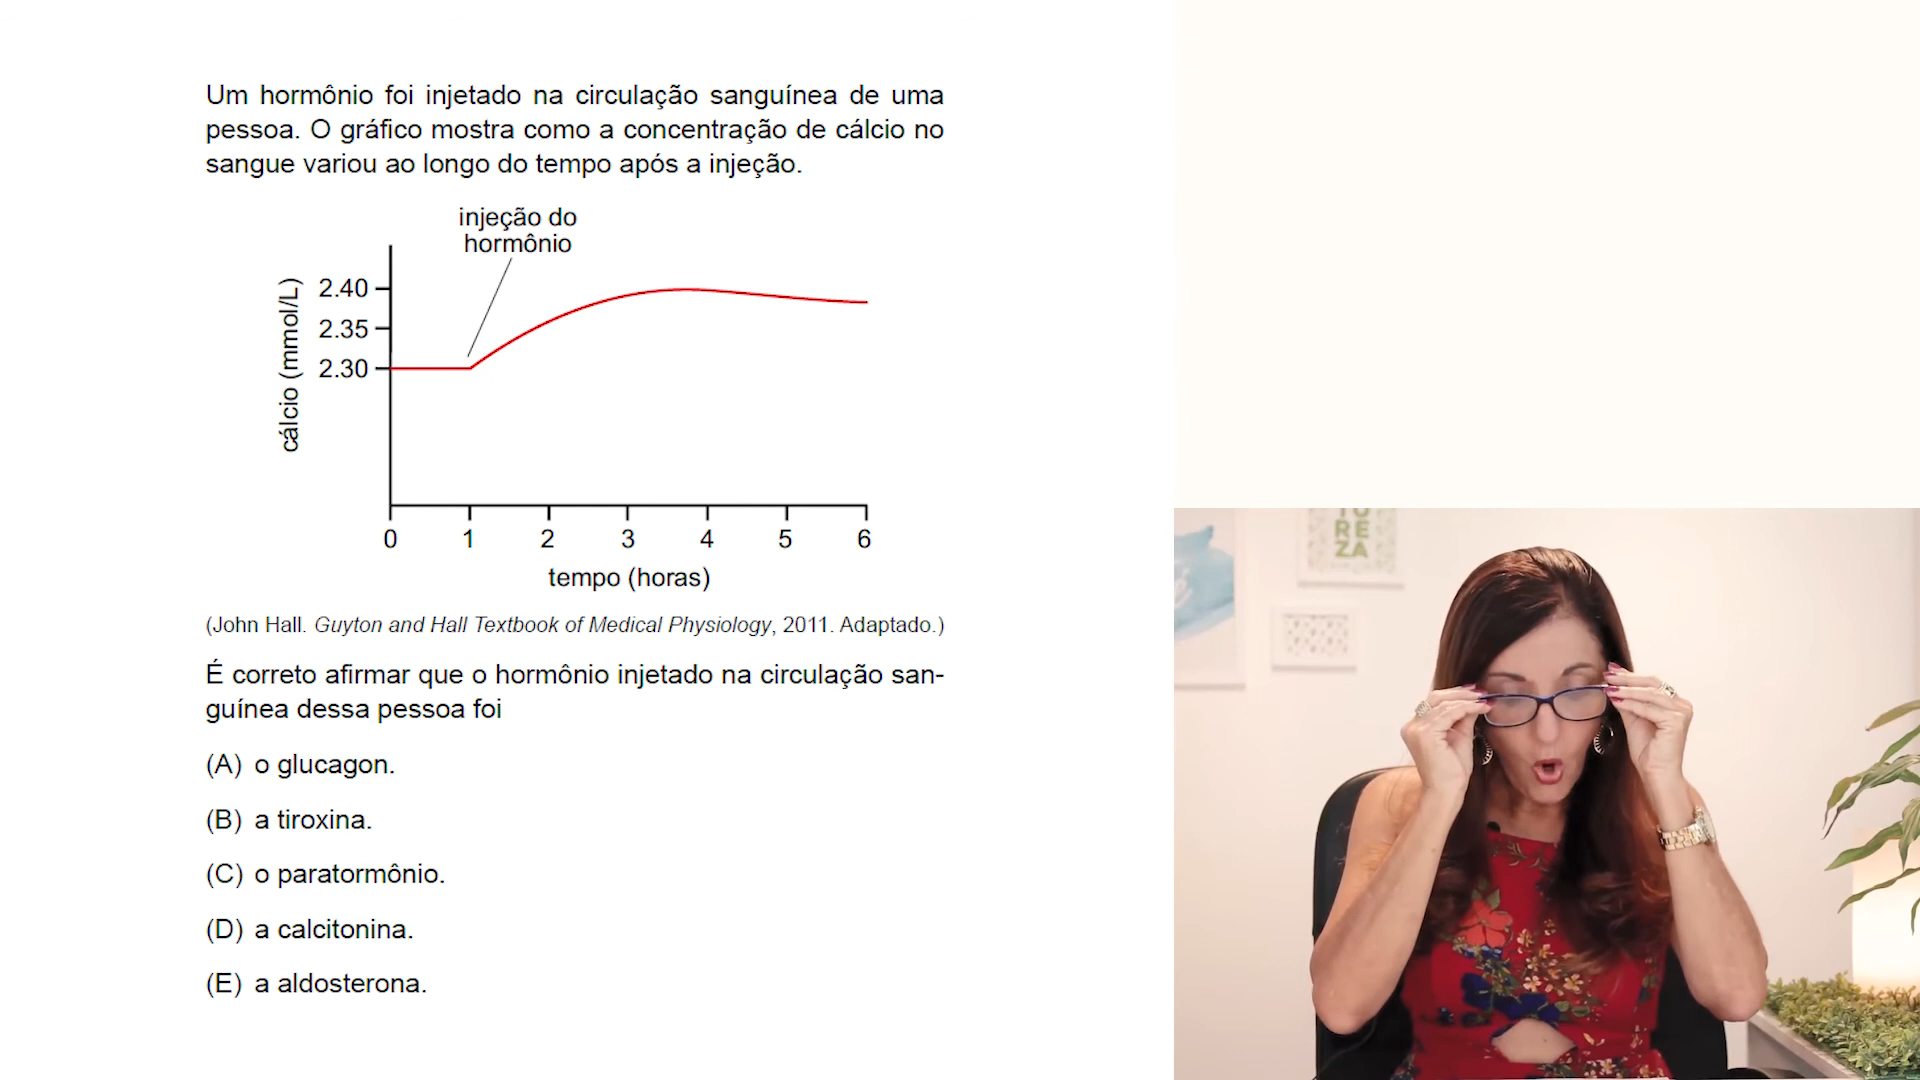 Um hormônio foi injetado na circulação sanguínea de uma
pessoa. O gráfico mostra como a concentração de cálcio no
sangue variou ao longo do tempo após a injeção.
injeção do
hormônio
cálcio (mmol/L)
2.40
2.35
2.30
0 1 2 3 4 5 6
tempo (horas)
(John Hall. Guyton and Hall Textbook of Medical Physiology, 2011. Adaptado.)
É correto afirmar que o hormônio injetado na circulação san-
guínea dessa pessoa foi
(A) o glucagon.
(B) a tiroxina.
(C) o paratormônio.
(D) a calcitonina.
(E) a aldosterona.
RE
ZA